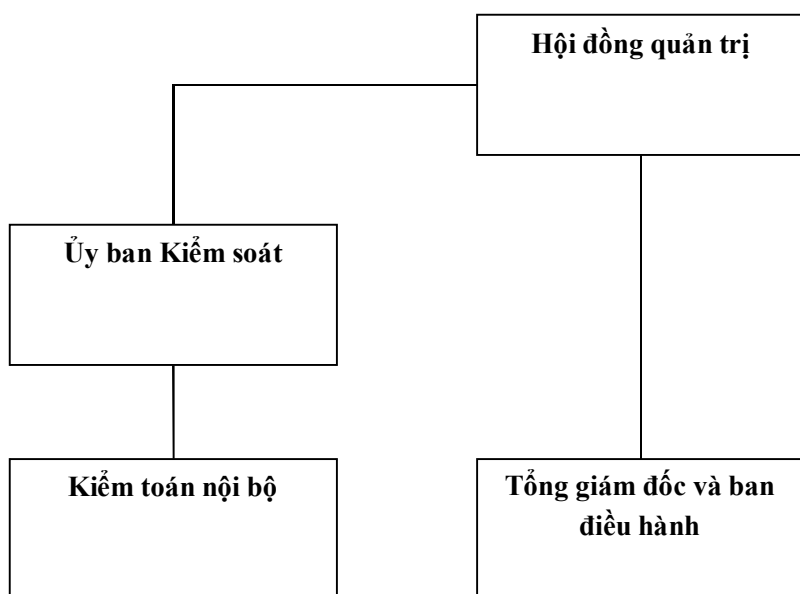 Hội đồng quản trị
Ủy ban Kiểm soát
Kiểm toán nội bộ
Tổng giám đốc và ban
điều hành